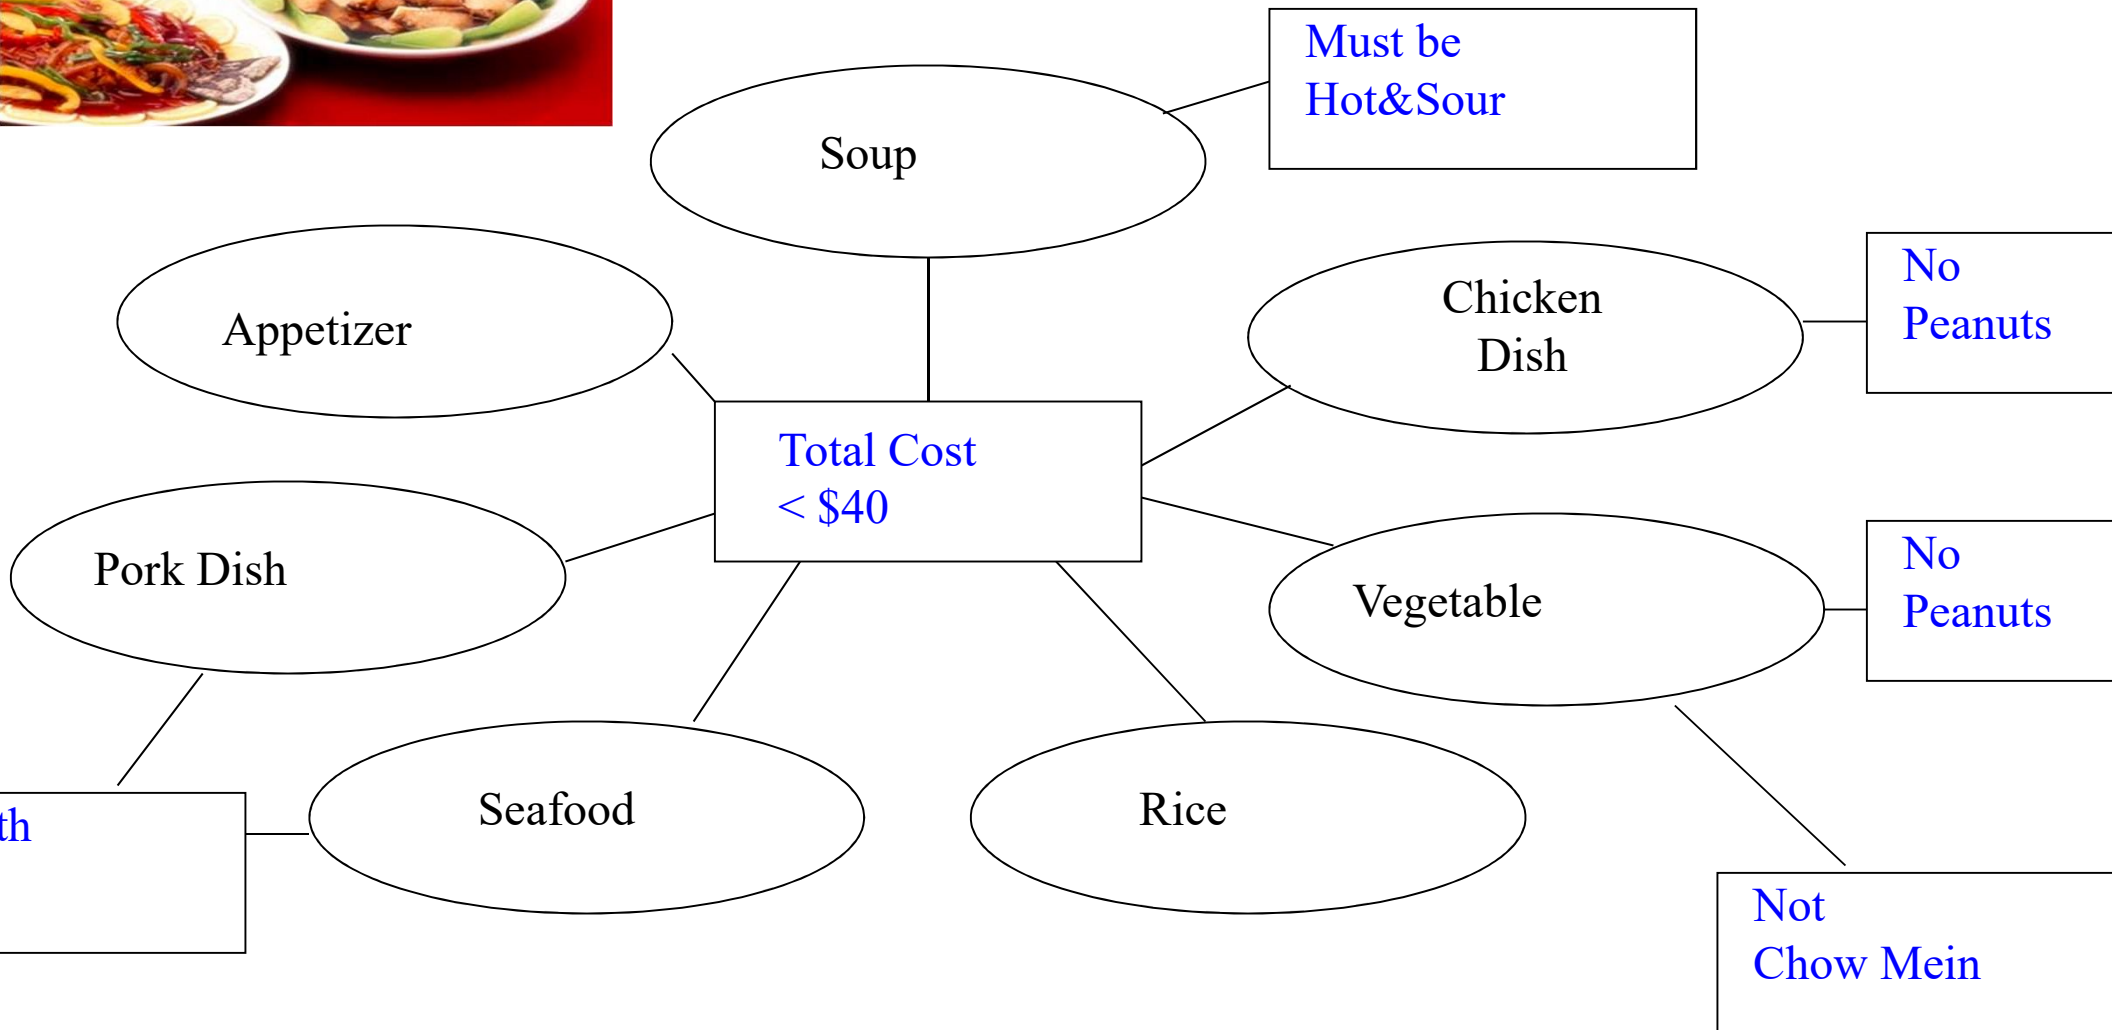 Must be
Hot&Sour
Soup
No
Peanuts
Chicken
Dish
Appetizer
Total Cost
< $40
No
Peanuts
Pork Dish
Vegetable
Seafood
Rice
Not
Chow Mein